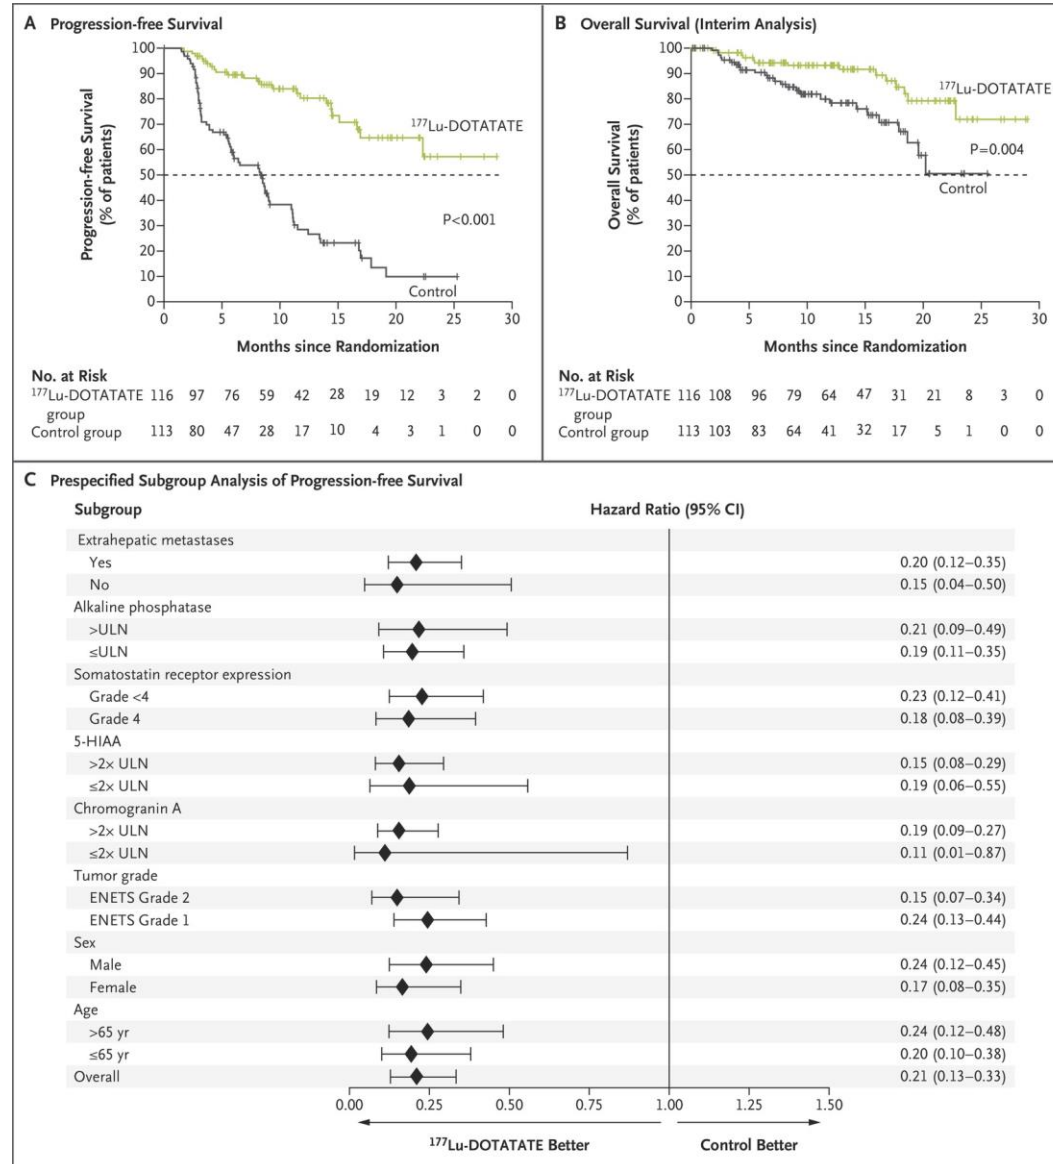 A Progression-free Survival
100
90
80
70
60
50
40
30
20
10
0
Progression-free Survival
(% of patients)
¹⁷⁷Lu-DOTATATE
P<0.001
Control
0 5 10 15 20 25 30
Months since Randomization
No. at Risk
¹⁷⁷Lu-DOTATATE 116 97 76 59 42 28 19 12 3 2 0
group
Control group 113 80 47 28 17 10 4 3 1 0 0
B Overall Survival (Interim Analysis)
100
90
80
70
60
50
40
30
20
10
0
Overall Survival
(% of patients)
¹⁷⁷Lu-DOTATATE
P=0.004
Control
0 5 10 15 20 25 30
Months since Randomization
No. at Risk
¹⁷⁷Lu-DOTATATE 116 108 96 79 64 47 31 21 8 3 0
group
Control group 113 103 83 64 41 32 17 5 1 0 0
C Prespecified Subgroup Analysis of Progression-free Survival
Subgroup Hazard Ratio (95% CI)
Extrahepatic metastases
Yes 0.20 (0.12–0.35)
No 0.15 (0.04–0.50)
Alkaline phosphatase
>ULN 0.21 (0.09–0.49)
≤ULN 0.19 (0.11–0.35)
Somatostatin receptor expression
Grade <4 0.23 (0.12–0.41)
Grade 4 0.18 (0.08–0.39)
5-HIAA
>2× ULN 0.15 (0.08–0.29)
≤2× ULN 0.19 (0.06–0.55)
Chromogranin A
>2× ULN 0.19 (0.09–0.27)
≤2× ULN 0.11 (0.01–0.87)
Tumor grade
ENETS Grade 2 0.15 (0.07–0.34)
ENETS Grade 1 0.24 (0.13–0.44)
Sex
Male 0.24 (0.12–0.45)
Female 0.17 (0.08–0.35)
Age
>65 yr 0.24 (0.12–0.48)
≤65 yr 0.20 (0.10–0.38)
Overall 0.21 (0.13–0.33)
0.00 0.25 0.50 0.75 1.00 1.25 1.50
¹⁷⁷Lu-DOTATATE Better Control Better